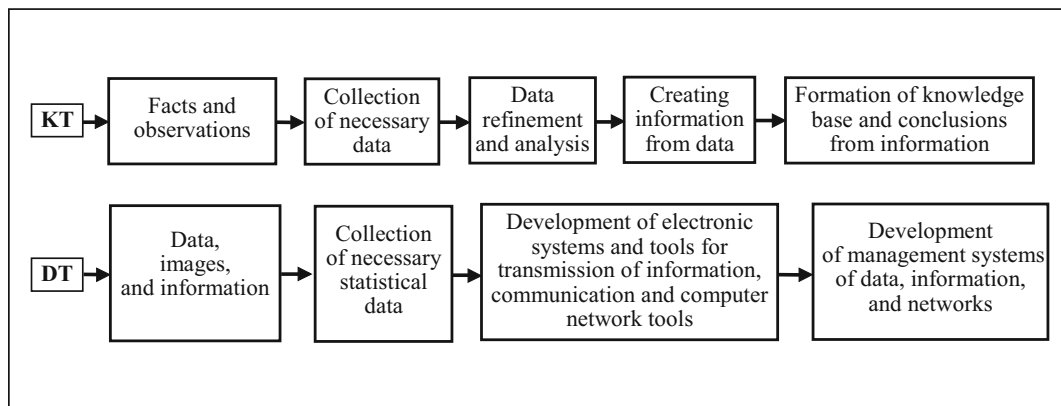 KT
Facts and
observations
Collection
of necessary
data
Data
refinement
and analysis
Creating
information
from data
Formation of knowledge
base and conclusions
from information
DT
Data,
images,
and information
Collection
of necessary
statistical
data
Development of electronic
systems and tools for
transmission of information,
communication and computer
network tools
Development
of management systems
of data, information,
and networks